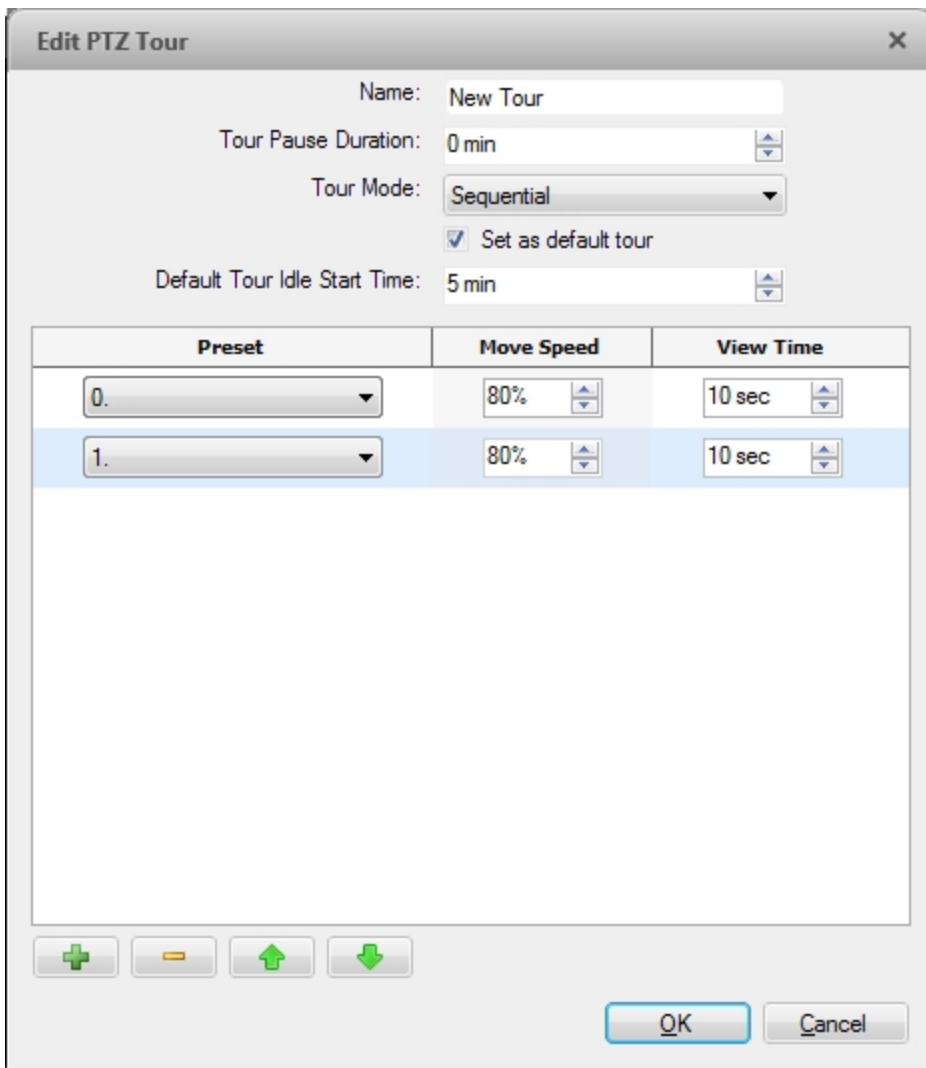 Edit PTZ Tour
Name: New Tour
Tour Pause Duration: 0 min
Tour Mode: Sequential
Set as default tour
Default Tour Idle Start Time: 5 min
Preset Move Speed View Time
0. 80% 10 sec
1. 80% 10 sec
OK Cancel